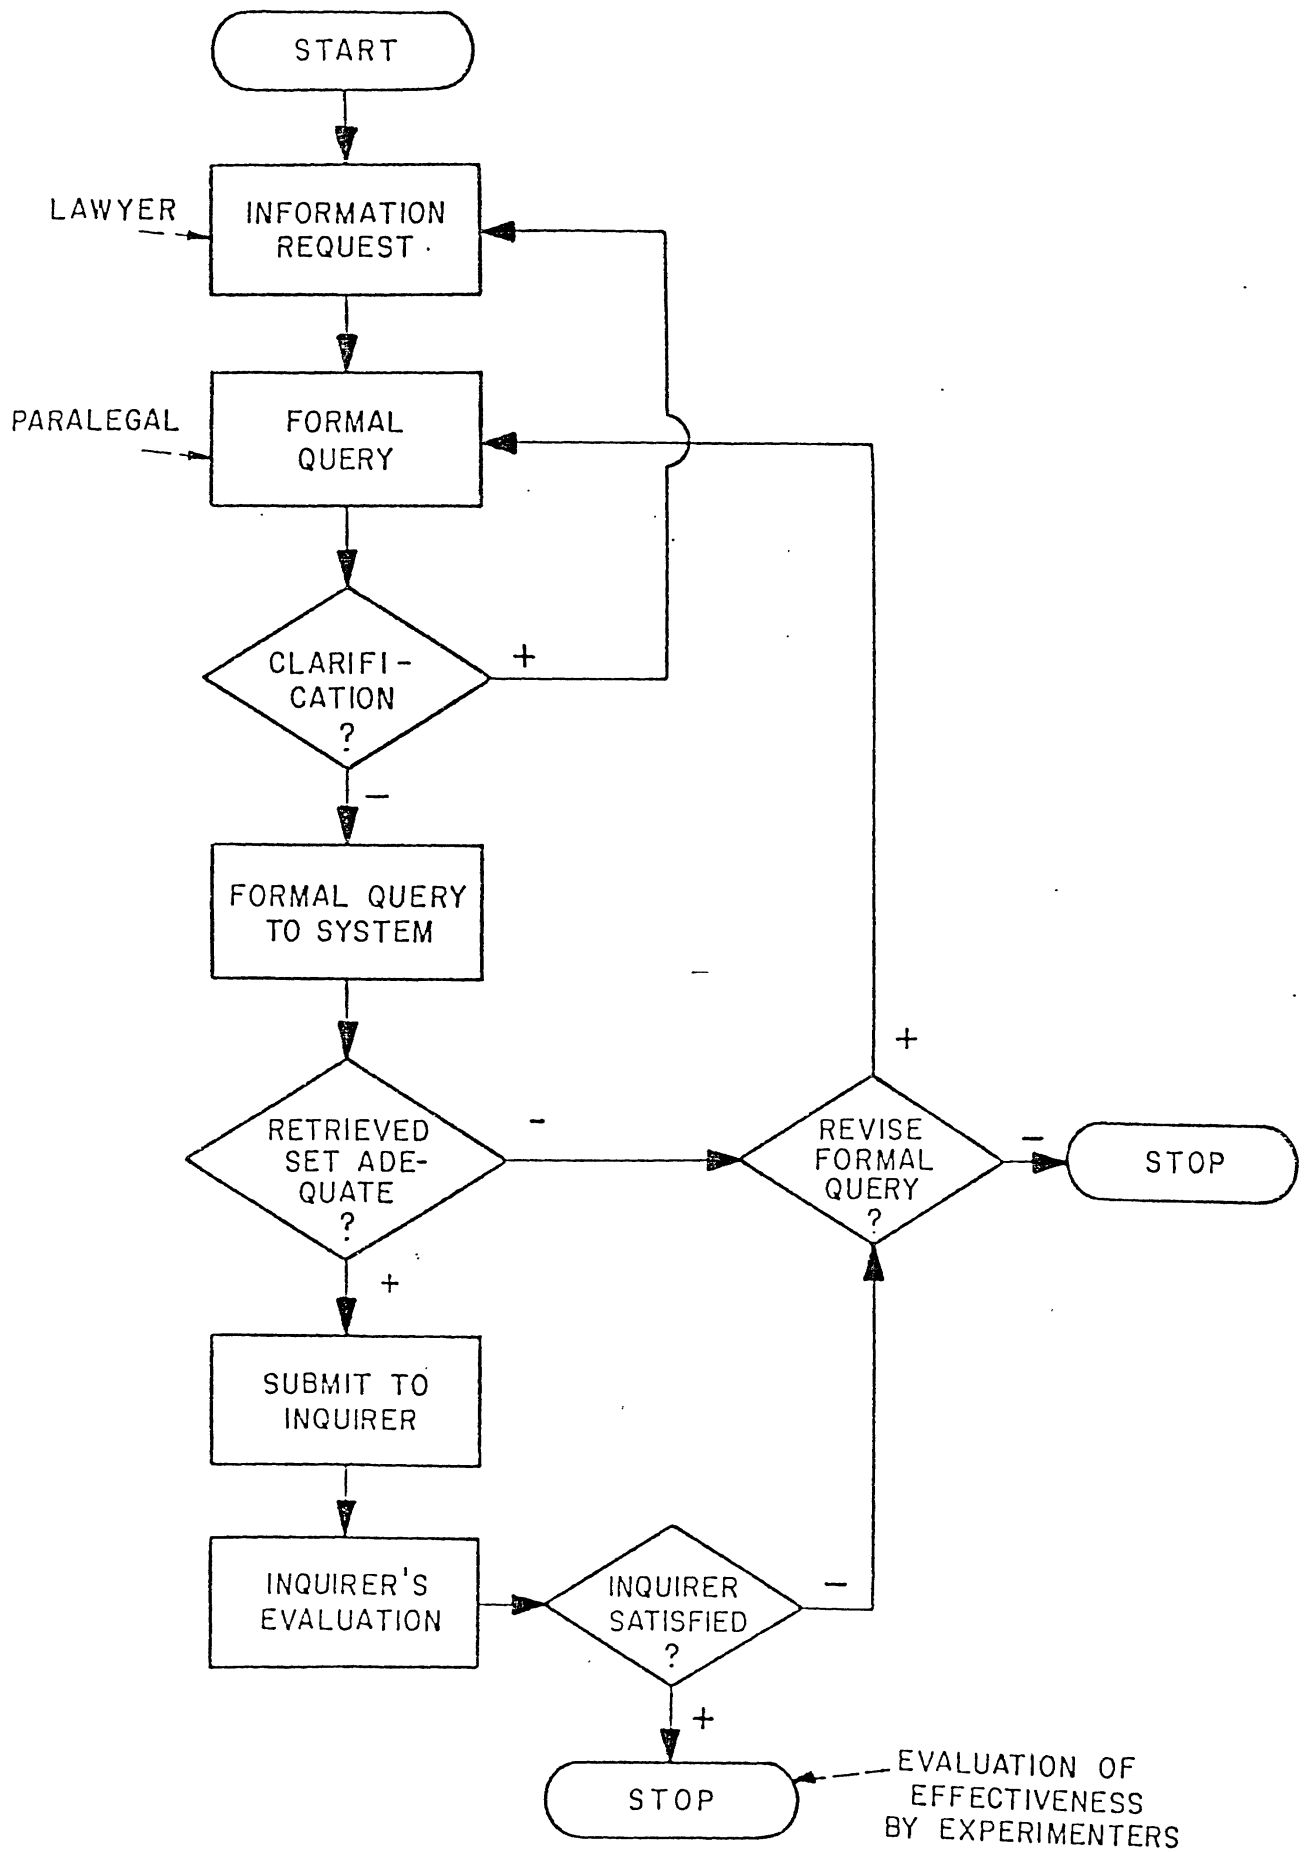 START
LAWYER
INFORMATION
REQUEST
PARALEGAL
FORMAL
QUERY
CLARIFI-
CATION
?
+
−
FORMAL QUERY
TO SYSTEM
RETRIEVED
SET ADE-
QUATE
?
-
+
REVISE
FORMAL
QUERY
?
+
−
STOP
SUBMIT TO
INQUIRER
INQUIRER'S
EVALUATION
INQUIRER
SATISFIED
?
−
+
STOP
EVALUATION OF
EFFECTIVENESS
BY EXPERIMENTERS